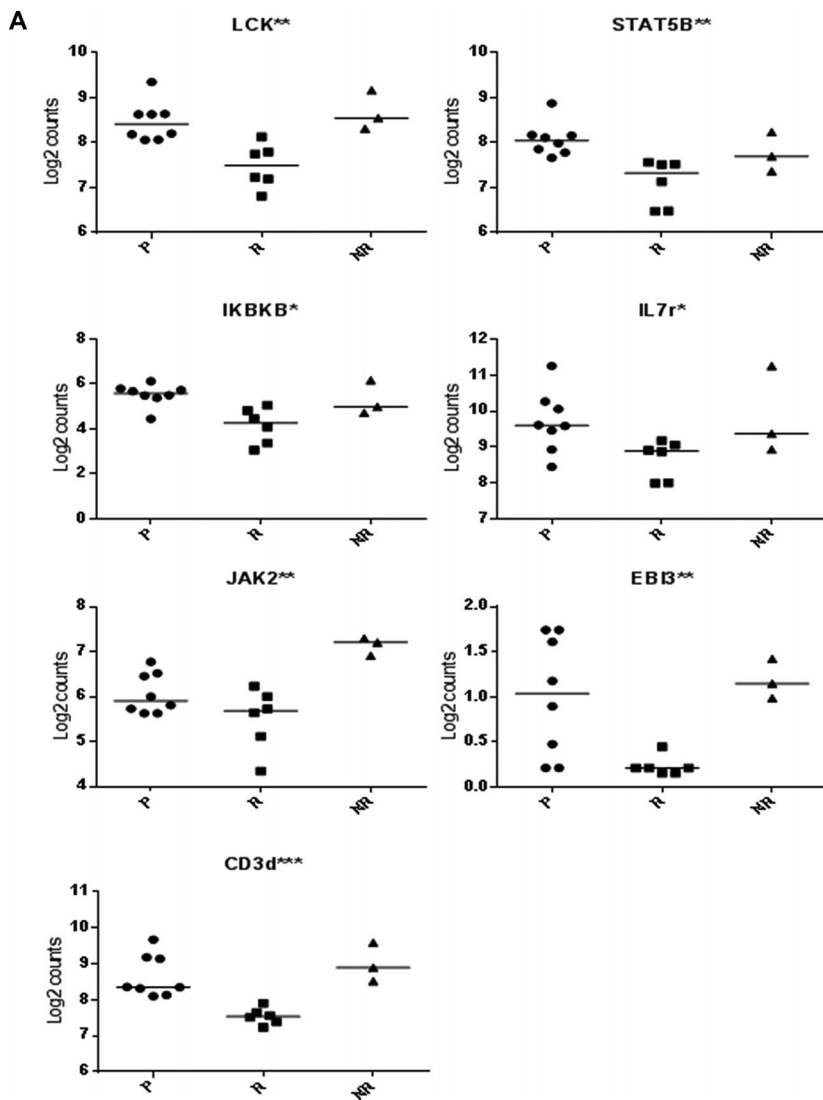 A
LCK**
Log2 counts
10
9
8
7
6
P
R
NR
STAT5B**
Log2 counts
10
9
8
7
6
P
R
NR
IKBKB*
Log2 counts
8
6
4
2
0
P
R
NR
IL7r*
Log2 counts
12
11
10
9
8
7
P
R
NR
JAK2**
Log2 counts
8
7
6
5
4
P
R
NR
EBI3**
Log2 counts
2.0
1.5
1.0
0.5
0.0
P
R
NR
CD3d***
Log2 counts
11
10
9
8
7
6
P
R
NR